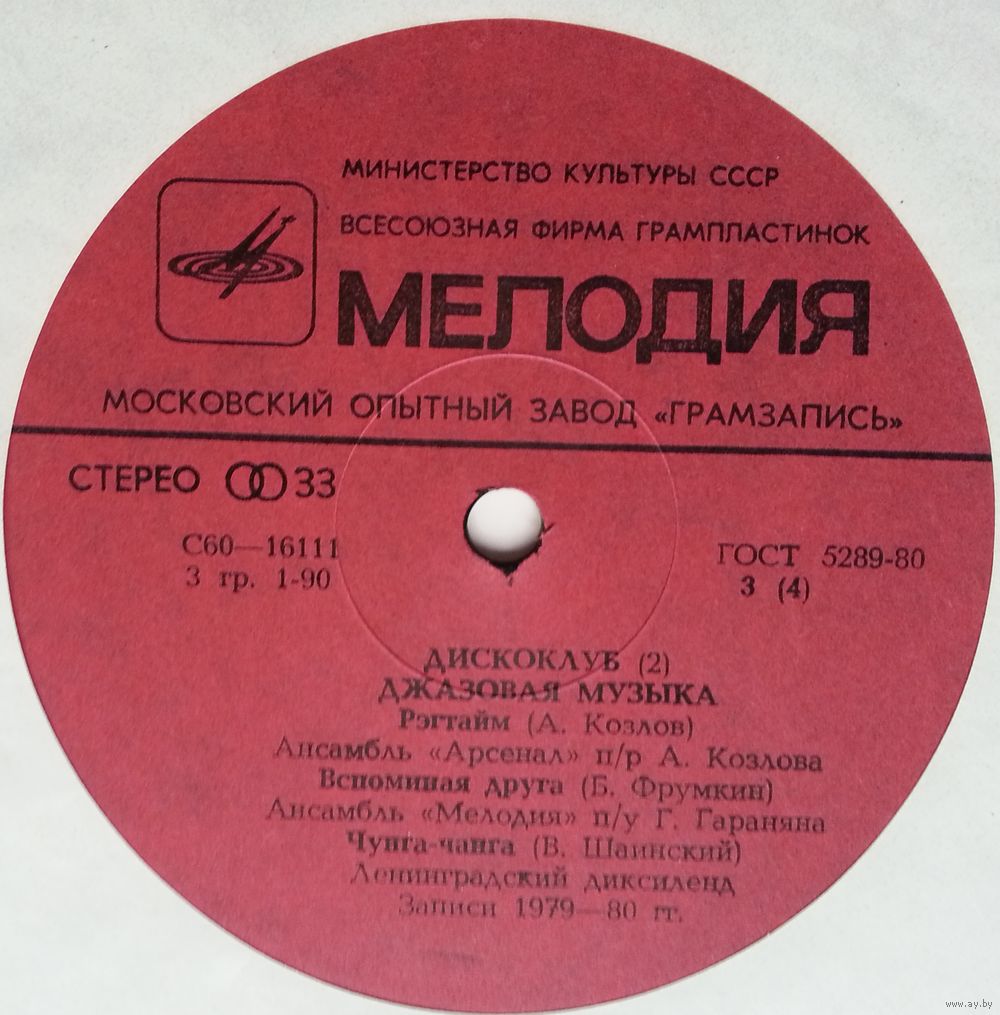 МИНИСТЕРСТВО КУЛЬТУРЫ СССР
ВСЕСОЮЗНАЯ ФИРМА ГРАМПЛАСТИНОК
МЕЛОДИЯ
МОСКОВСКИЙ ОПЫТНЫЙ ЗАВОД «ГРАМЗАПИСЬ»
СТЕРЕО 33
С60—16111 ГОСТ 5289-80
3 гр. 1-90 3 (4)
ДИСКОКЛУБ (2)
ДЖАЗОВАЯ МУЗЫКА
Рэгтайм (А. Козлов)
Ансамбль «Арсенал» п/р А. Козлова
Вспоминая друга (Б. Фрумкин)
Ансамбль «Мелодия» п/у Г. Гараняна
Чунга-чанга (В. Шаинский)
Ленинградский диксиленд
Записи 1979—80 гг.
www.ay.by